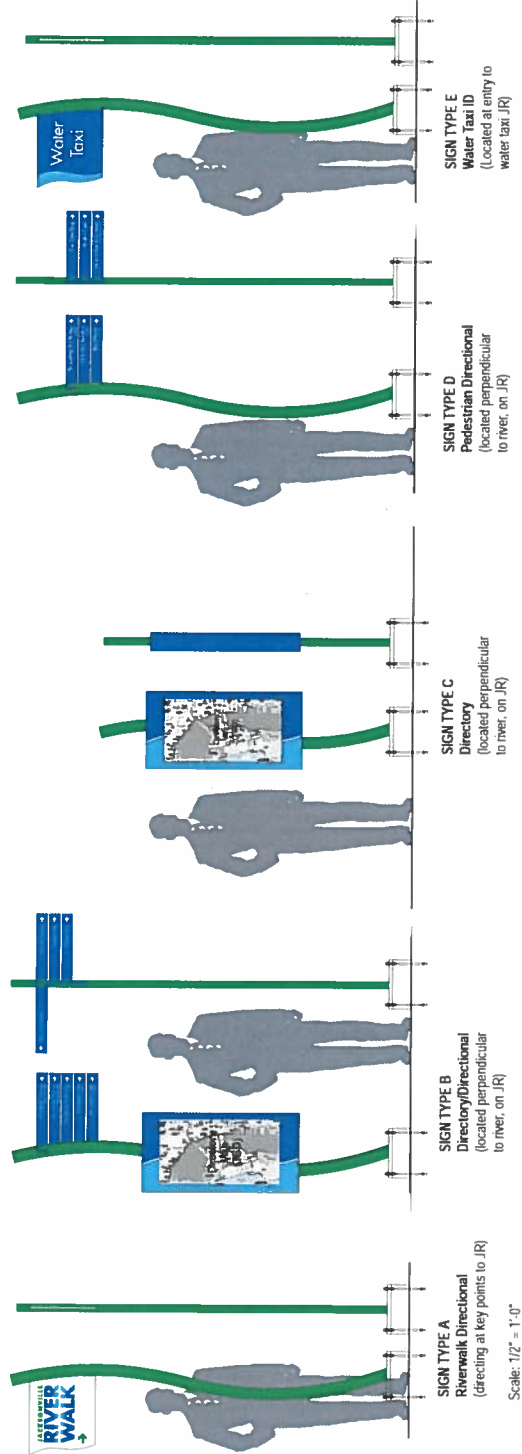 JACKSONVILLE
RIVER
WALK
SIGN TYPE A
Riverwalk Directional
(directing at key points to JR)
Scale: 1/2" = 1'-0"
SIGN TYPE B
Directory/Directional
(located perpendicular
to river, on JR)
SIGN TYPE C
Directory
(located perpendicular
to river, on JR)
SIGN TYPE D
Pedestrian Directional
(located perpendicular
to river, on JR)
Water
Taxi
SIGN TYPE E
Water Taxi ID
(Located at entry to
water taxi JR)